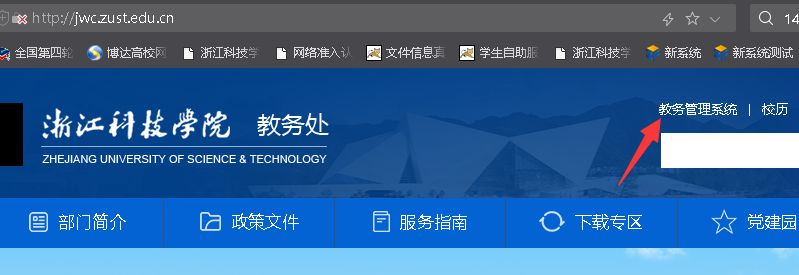 http://jwc.zust.edu.cn
14
全国第四轮
博达高校网
浙江科技学
网络准入认
文件信息真
学生自助服
浙江科技学
新系统
新系统测试
教务管理系统 | 校历
浙江科技学院 教务处
ZHEJIANG UNIVERSITY OF SCIENCE & TECHNOLOGY
部门简介
政策文件
服务指南
下载专区
党建园